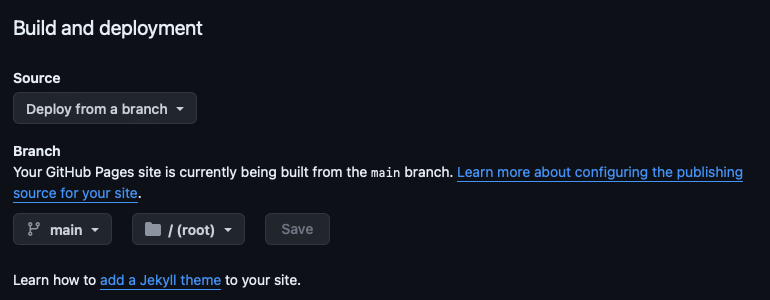 Build and deployment
Source
Deploy from a branch
Branch
Your GitHub Pages site is currently being built from the main branch. Learn more about configuring the publishing
source for your site.
main / (root) Save
Learn how to add a Jekyll theme to your site.